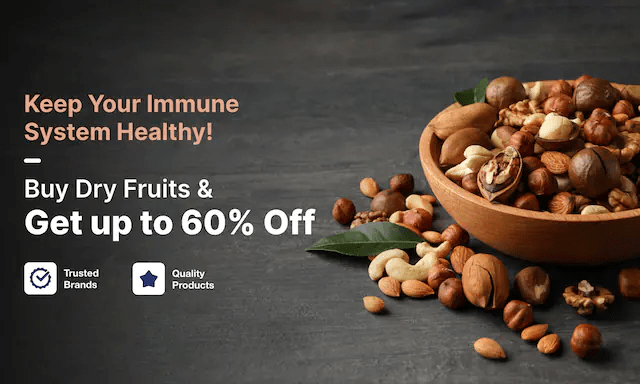 Keep Your Immune
System Healthy!
Buy Dry Fruits &
Get up to 60% Off
Trusted
Brands
Quality
Products